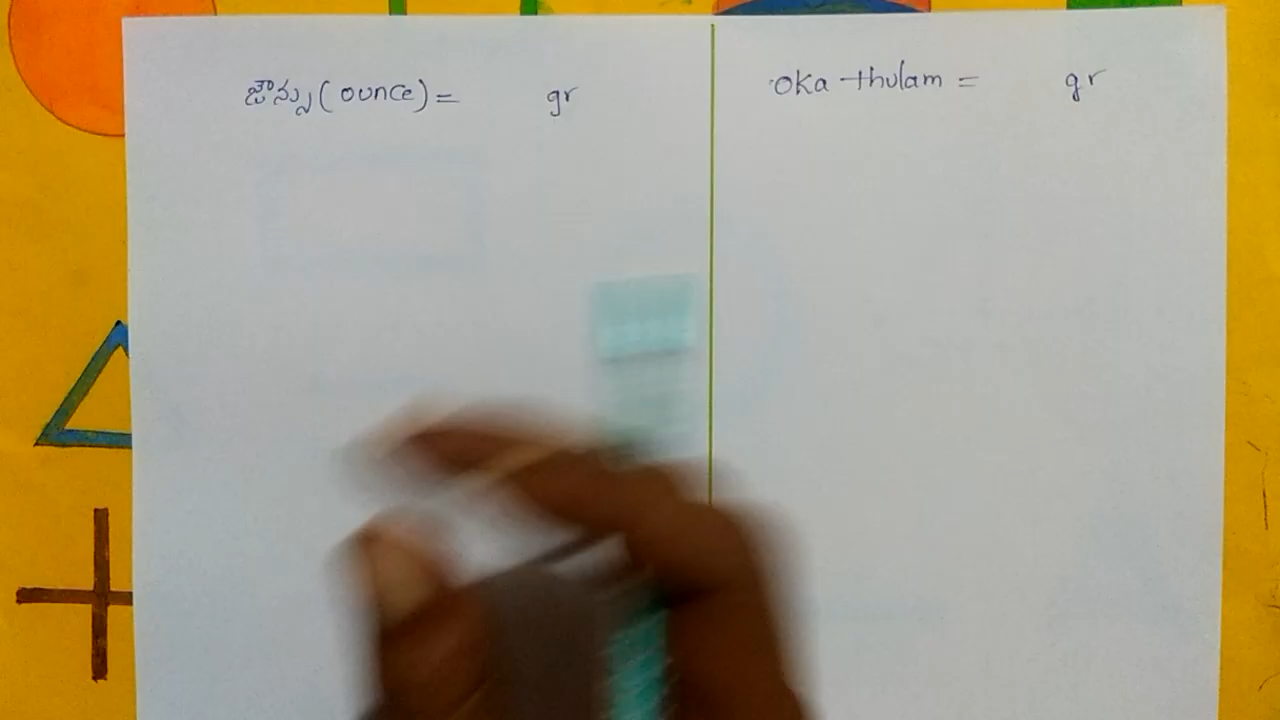 ఔన్సు (ounce) = gr
oka thulam = gr